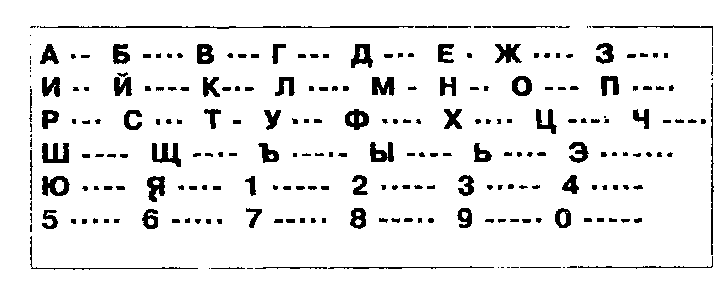 А ·- Б -··· В ·-- Г --· Д -·· Е · Ж ···- З --··
И ·· Й ·--- К -·- Л ·-·· М -- Н -· О --- П ·--·
Р ·-· С ··· Т - У ··- Ф ··-· Х ···· Ц -·-· Ч ---·
Ш ---- Щ --·- Ъ ·--·-· Ы -·-- Ь -··- Э ··-··
Ю ··-- Я ·-·- 1 ·---- 2 ··--- 3 ···-- 4 ····-
5 ····· 6 -···· 7 --··· 8 ---·· 9 ----· 0 -----